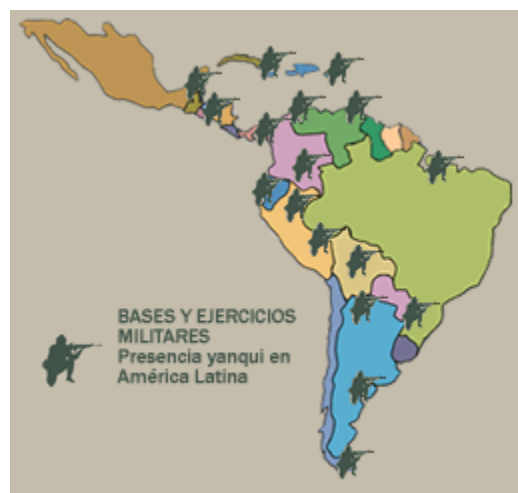 BASES Y EJERCICIOS
MILITARES
Presencia yanqui en
América Latina